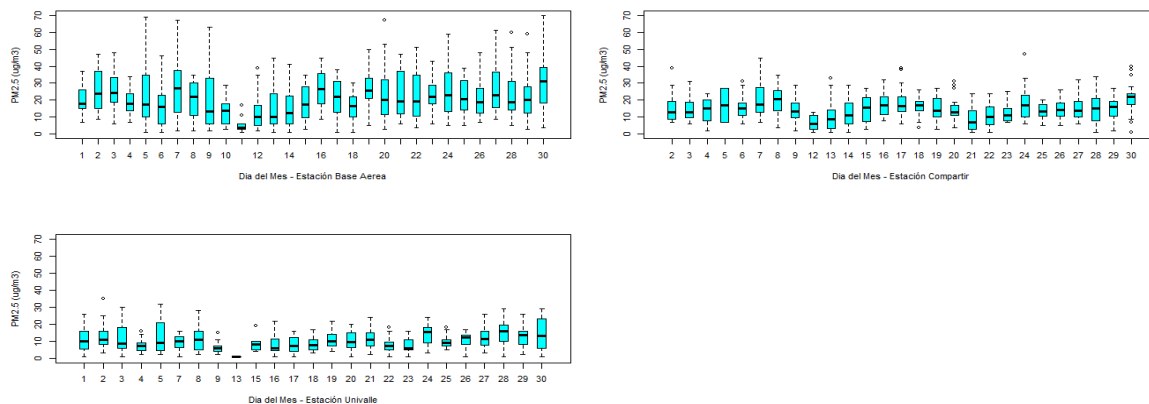 PM2.5 (ug/m3)
70
60
50
40
30
20
10
0
1 2 3 4 5 6 7 8 9 10 12 14 16 18 20 22 24 26 28 30
Dia del Mes - Estación Base Aerea
PM2.5 (ug/m3)
70
60
50
40
30
20
10
0
2 3 4 5 6 7 8 9 12 13 14 15 16 17 18 19 20 21 22 23 24 25 26 27 28 29 30
Dia del Mes - Estación Compartir
PM2.5 (ug/m3)
70
60
50
40
30
20
10
0
1 2 3 4 5 6 7 8 9 13 15 16 17 18 19 20 21 22 23 24 25 26 27 28 29 30
Dia del Mes - Estación Univalle